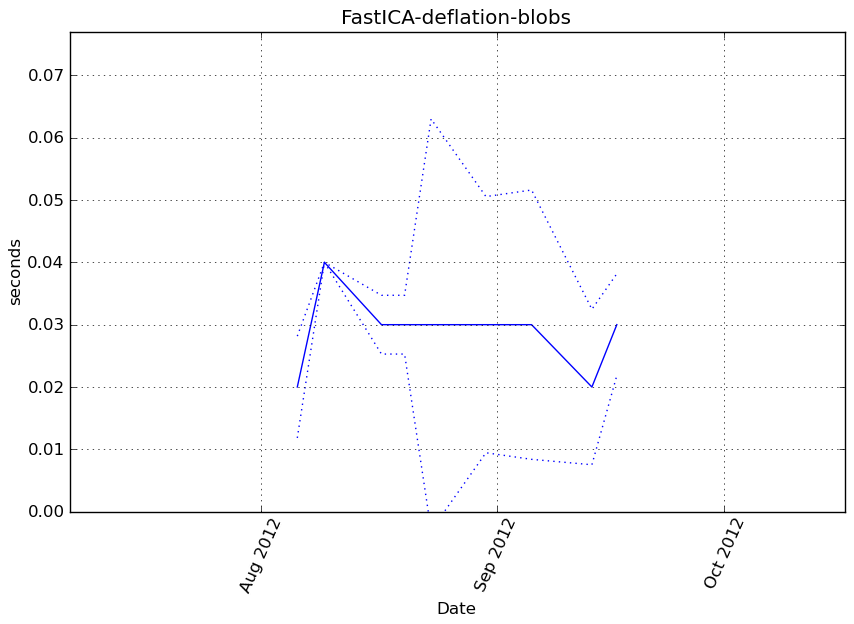 FastICA-deflation-blobs
0.07
0.06
0.05
0.04
0.03
0.02
0.01
0.00
seconds
Aug 2012
Sep 2012
Oct 2012
Date